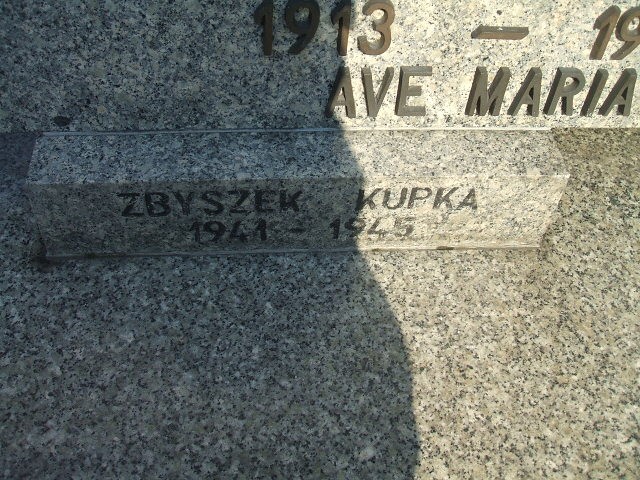 1913 – 19
AVE MARIA
ZBYSZEK KUPKA
1941 – 1945